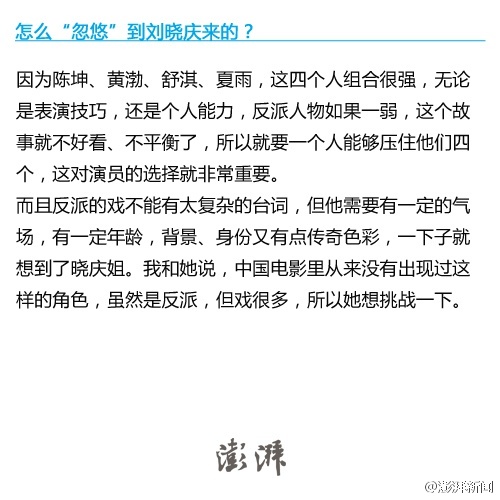 怎么“忽悠”到刘晓庆来的？
因为陈坤、黄渤、舒淇、夏雨，这四个人组合很强，无论
是表演技巧，还是个人能力，反派人物如果一弱，这个故
事就不好看、不平衡了，所以就要一个人能够压住他们四
个，这对演员的选择就非常重要。
而且反派的戏不能有太复杂的台词，但他需要有一定的气
场，有一定年龄，背景、身份又有点传奇色彩，一下子就
想到了晓庆姐。我和她说，中国电影里从来没有出现过这
样的角色，虽然是反派，但戏很多，所以她想挑战一下。
澎湃
@澎湃新闻